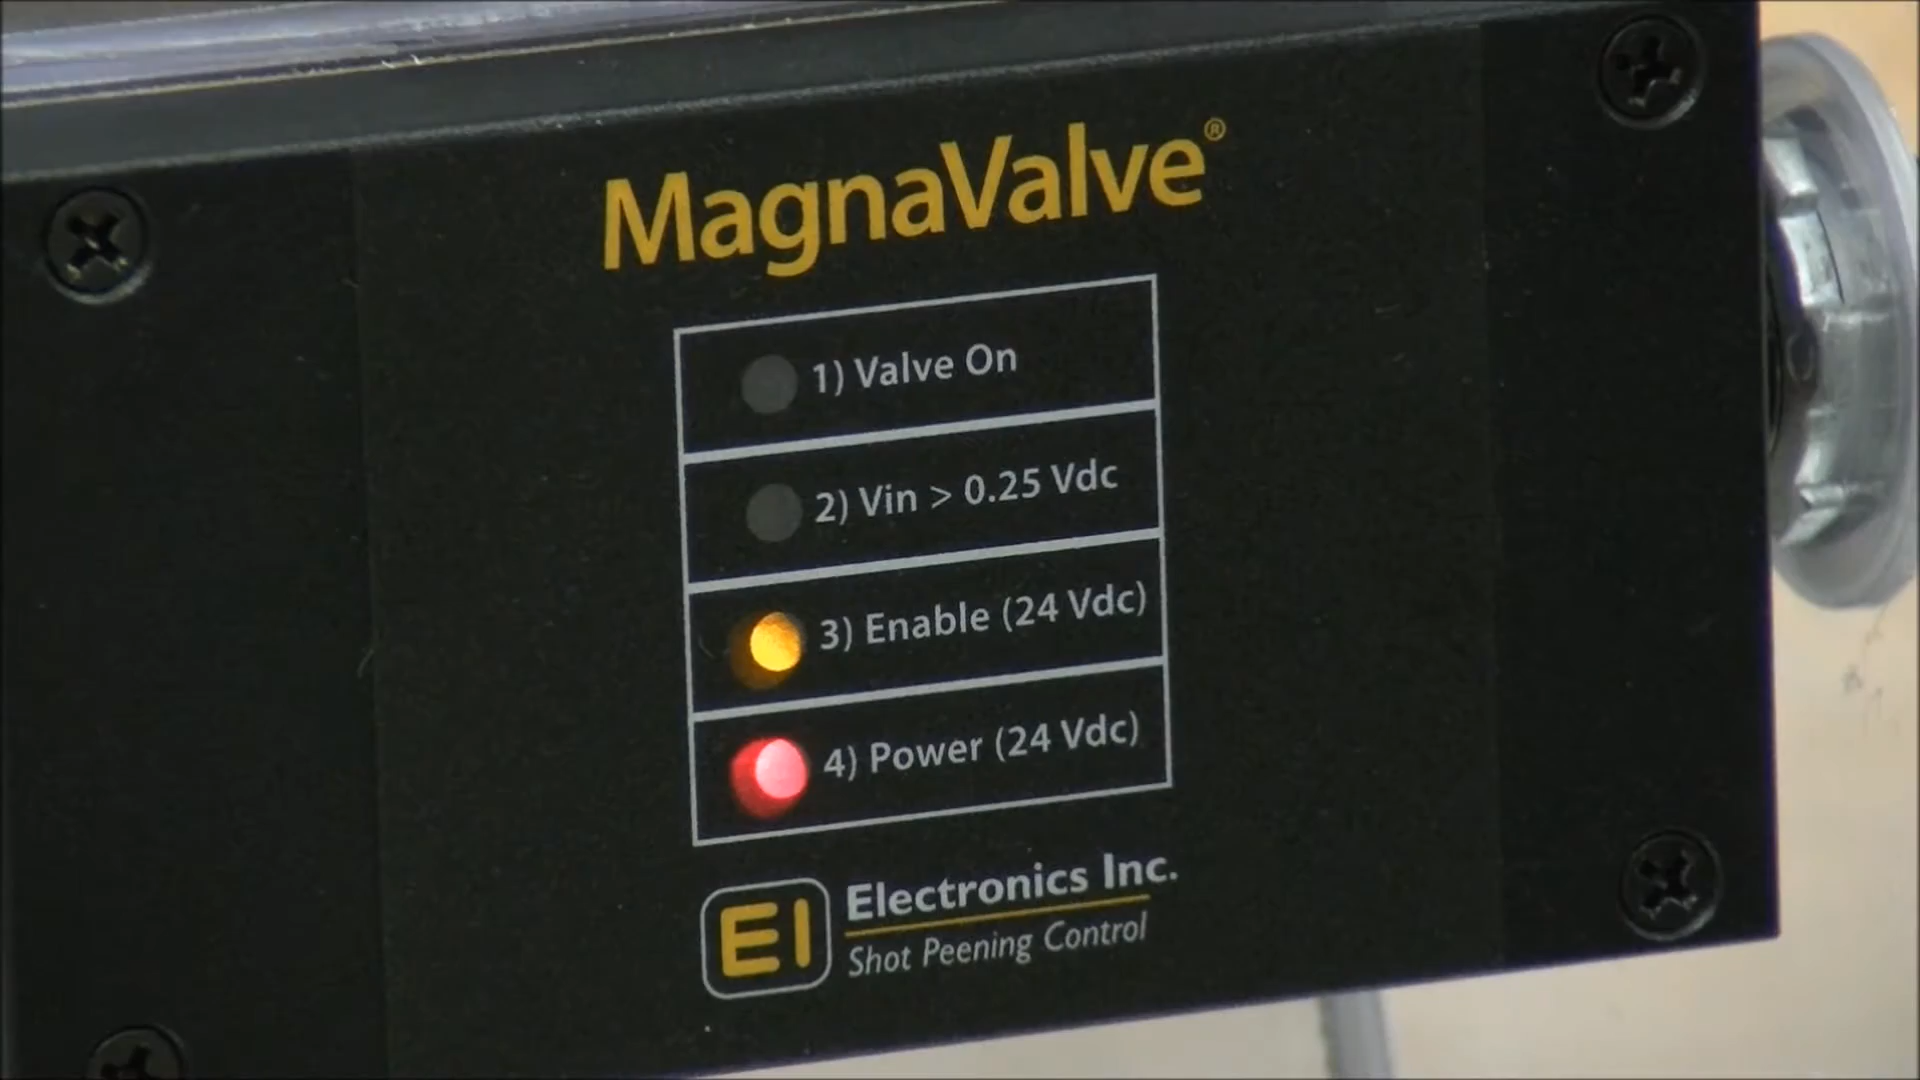 MagnaValve®
1) Valve On
2) Vin > 0.25 Vdc
3) Enable (24 Vdc)
4) Power (24 Vdc)
EI Electronics Inc.
Shot Peening Control